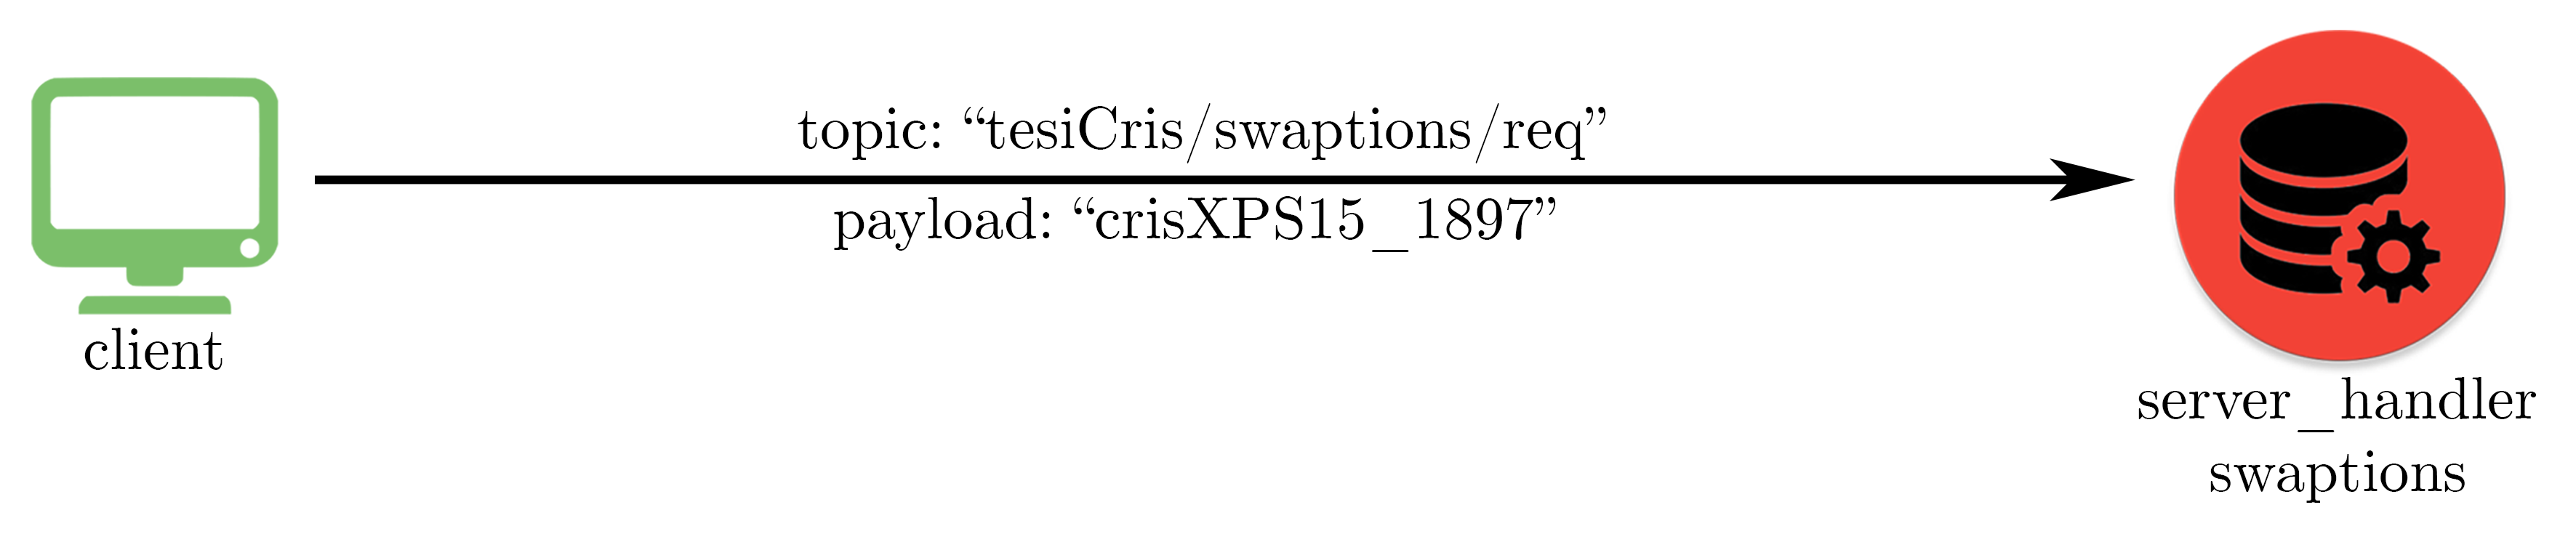 topic: “tesiCris/swaptions/req”
payload: “crisXPS15_1897”
client
server_handler
swaptions